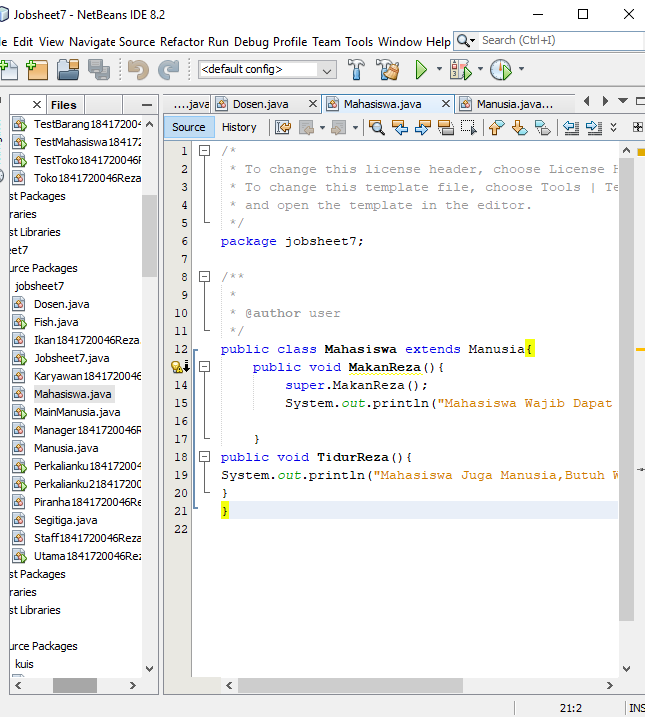 Jobsheet7 - NetBeans IDE 8.2
le Edit View Navigate Source Refactor Run Debug Profile Team Tools Window Help
Search (Ctrl+I)
<default config>
Files
...java
Dosen.java
Mahasiswa.java
Manusia.java...
Source
History
TestBarang184172004
TestMahasiswa184172
TestToko1841720046
Toko1841720046Reza
st Packages
raries
st Libraries
eet7
urce Packages
jobsheet7
Dosen.java
Fish.java
Ikan1841720046Reza.
Jobsheet7.java
Karyawan1841720046
Mahasiswa.java
MainManusia.java
Manager1841720046R
Manusia.java
Perkalianku18417200
Perkalianku21841720
Piranha1841720046R
Segitiga.java
Staff1841720046Reza
Utama1841720046Rez
st Packages
raries
st Libraries
urce Packages
kuis
1 /*
2 * To change this license header, choose License H
3 * To change this template file, choose Tools | Te
4 * and open the template in the editor.
5 */
6 package jobsheet7;
7
8 /**
9 *
10 * @author user
11 */
12 public class Mahasiswa extends Manusia{
public void MakanReza(){
14 super.MakanReza();
15 System.out.println("Mahasiswa Wajib Dapat
16
17 }
18 public void TidurReza(){
19 System.out.println("Mahasiswa Juga Manusia,Butuh W
20 }
21 }
22
21:2
INS